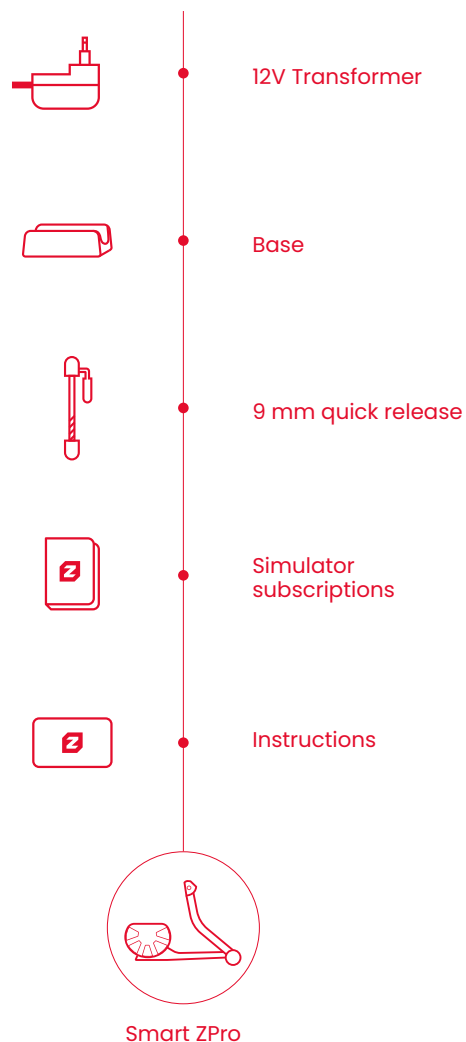 12V Transformer
Base
9 mm quick release
Simulator
subscriptions
Instructions
Smart ZPro